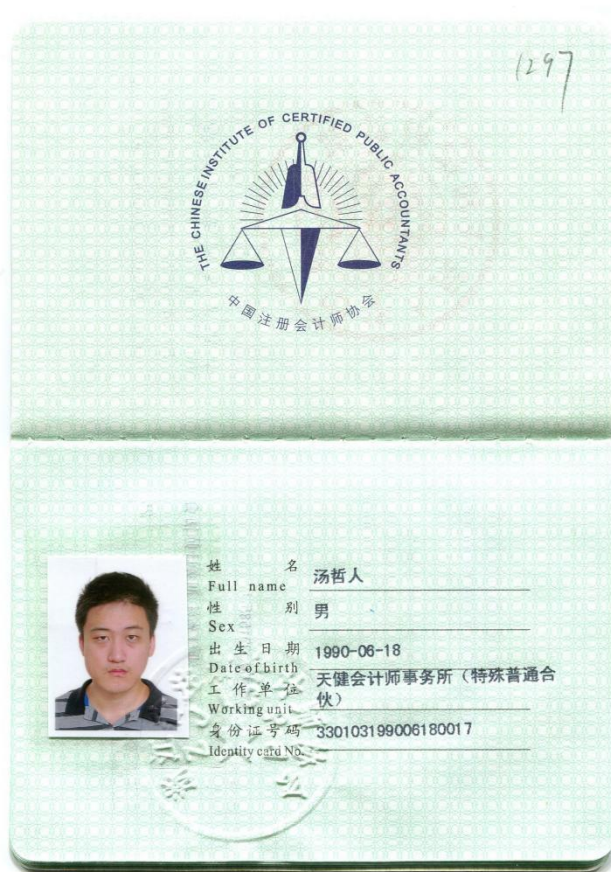 1297
THE CHINESE INSTITUTE OF CERTIFIED PUBLIC ACCOUNTANTS
中国注册会计师协会
姓 名 汤哲人
Full name
性 别 男
Sex
出生日期 1990-06-18
Date of birth
工作单位 天健会计师事务所（特殊普通合
Working unit 伙）
身份证号码 330103199006180017
Identity card No.